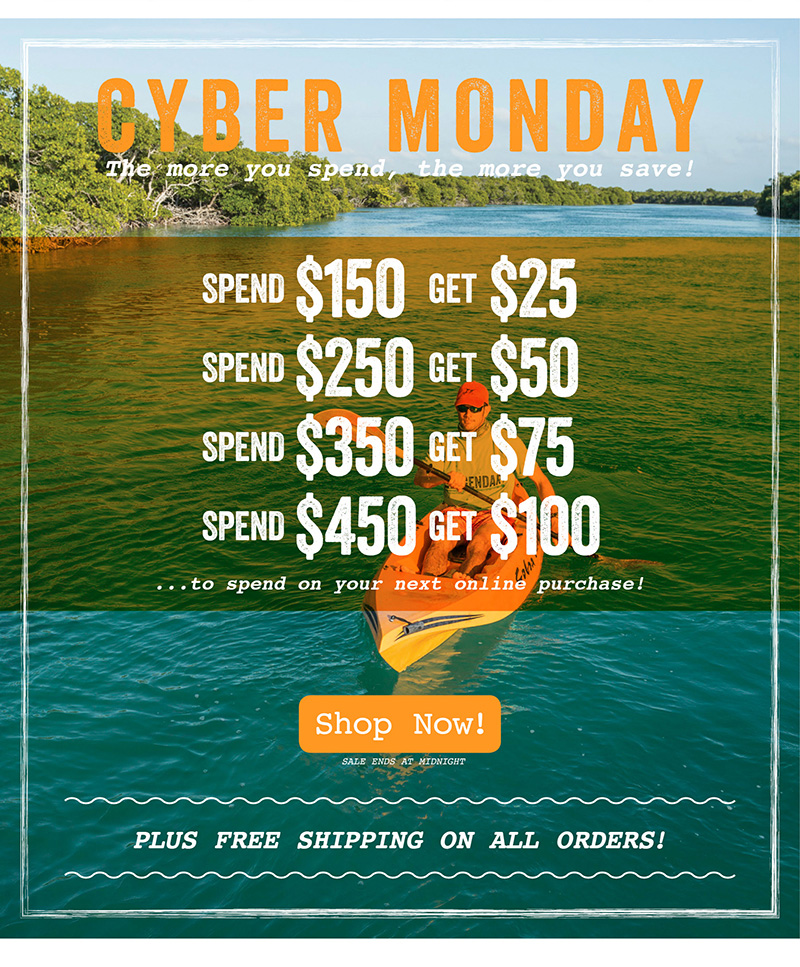 CYBER MONDAY
The more you spend, the more you save!
SPEND $150 GET $25
SPEND $250 GET $50
SPEND $350 GET $75
SPEND $450 GET $100
...to spend on your next online purchase!
Shop Now!
SALE ENDS AT MIDNIGHT
PLUS FREE SHIPPING ON ALL ORDERS!